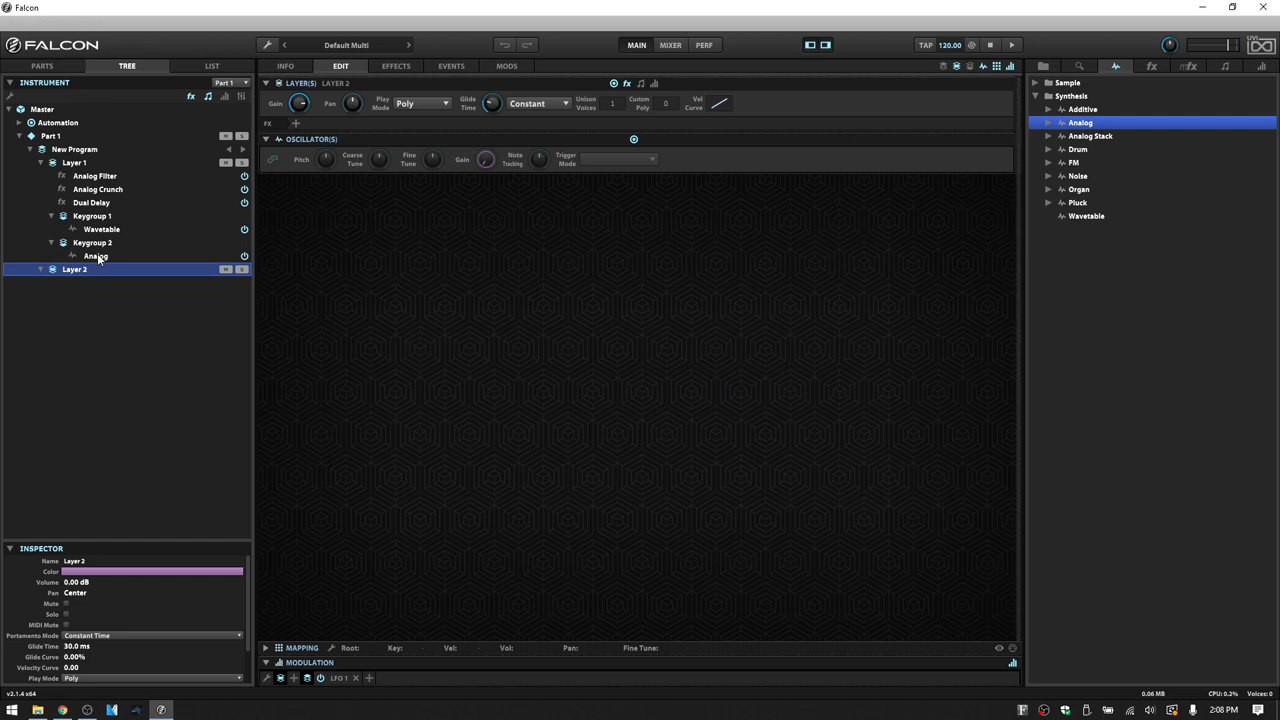 Falcon
FALCON
Default Multi
MAIN
MIXER
PERF
TAP
120.00
PARTS
TREE
LIST
INFO
EDIT
EFFECTS
EVENTS
MODS
INSTRUMENT
Part 1
Master
Automation
Part 1
M S
New Program
Layer 1
M S
Analog Filter
Analog Crunch
Dual Delay
Keygroup 1
Wavetable
Keygroup 2
Analog
Layer 2
M S
LAYER(S) LAYER 2
Gain
Pan
Play Mode
Poly
Glide Time
Constant
Unison Voices
1
Custom Poly
0
Vel Curve
FX
OSCILLATOR(S)
Pitch
Coarse Tune
Fine Tune
Gain
Note Tracking
Trigger Mode
Sample
Synthesis
Additive
Analog
Analog Stack
Drum
FM
Noise
Organ
Pluck
Wavetable
INSPECTOR
Name Layer 2
Color
Volume 0.00 dB
Pan Center
Mute
Solo
MIDI Mute
Portamento Mode Constant Time
Glide Time 30.0 ms
Glide Curve 0.00%
Velocity Curve 0.00
Play Mode Poly
MAPPING Root: Key: - Vel: - Vol: Pan: Fine Tune:
MODULATION
LFO 1
v2.1.4 x64
0.06 MB
CPU: 0.2%
Voices: 0
2:08 PM